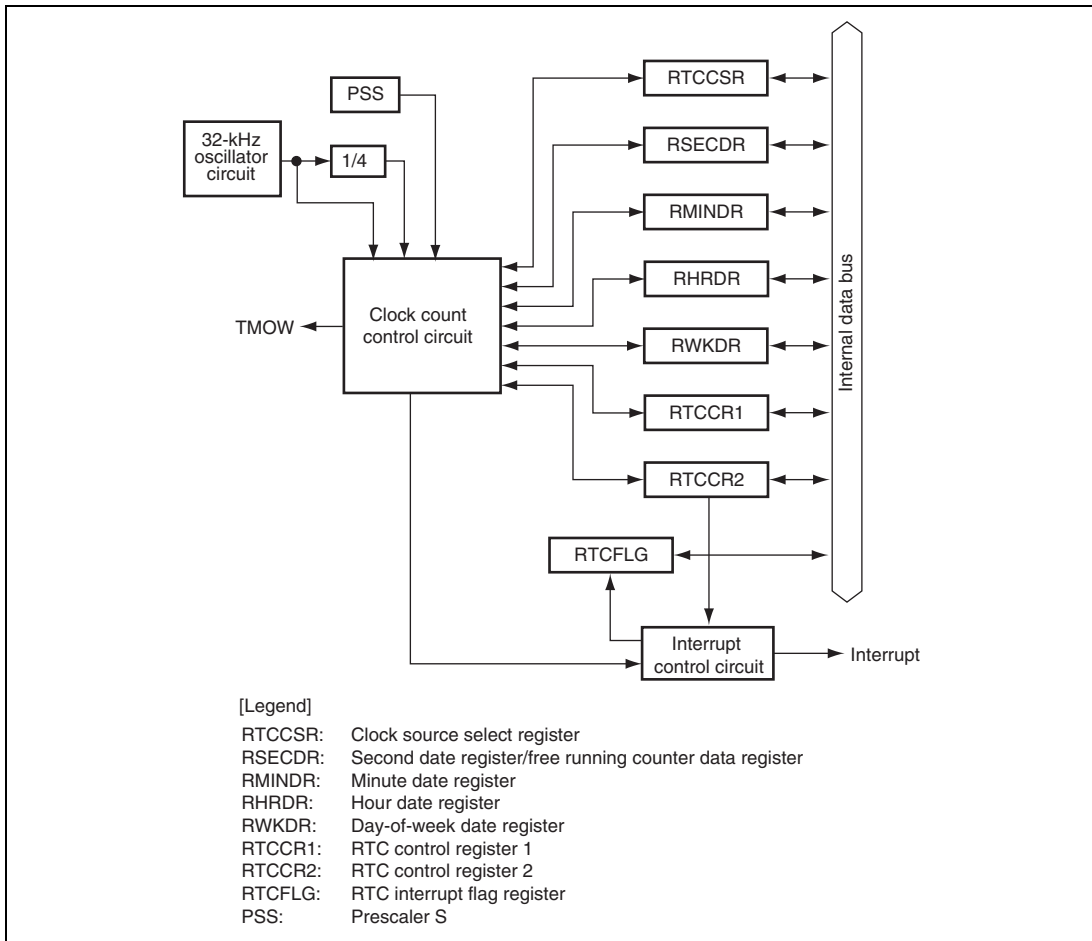 RTCCSR
PSS
RSECDR
32-kHz
oscillator
circuit
1/4
RMINDR
RHRDR
Clock count
control circuit
TMOW
RWKDR
Internal data bus
RTCCR1
RTCCR2
RTCFLG
Interrupt
control circuit
Interrupt
[Legend]
RTCCSR: Clock source select register
RSECDR: Second date register/free running counter data register
RMINDR: Minute date register
RHRDR: Hour date register
RWKDR: Day-of-week date register
RTCCR1: RTC control register 1
RTCCR2: RTC control register 2
RTCFLG: RTC interrupt flag register
PSS: Prescaler S